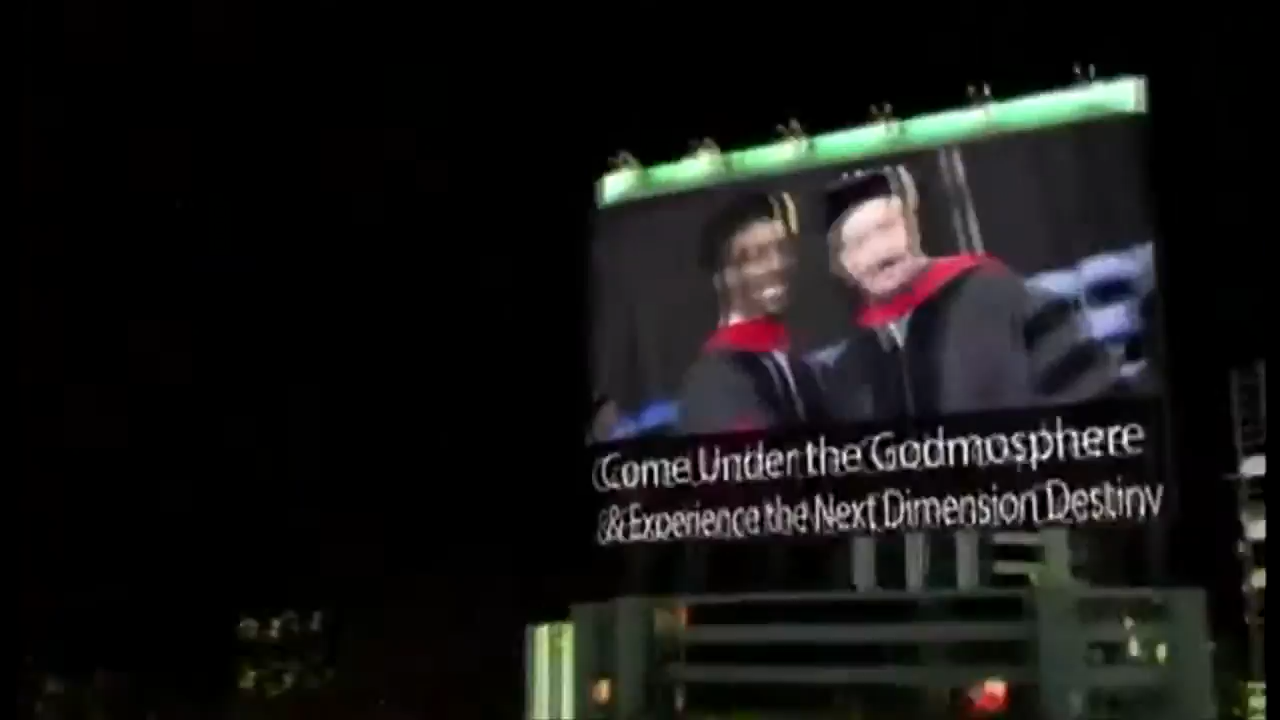 Come Under the Godmosphere
& Experience the Next Dimension Destiny